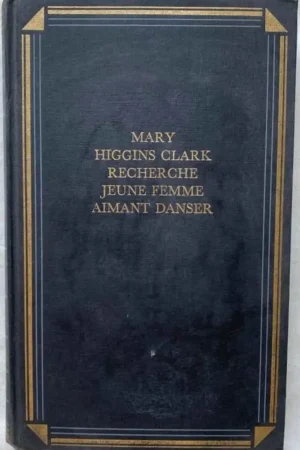 MARY
HIGGINS CLARK
RECHERCHE
JEUNE FEMME
AIMANT DANSER